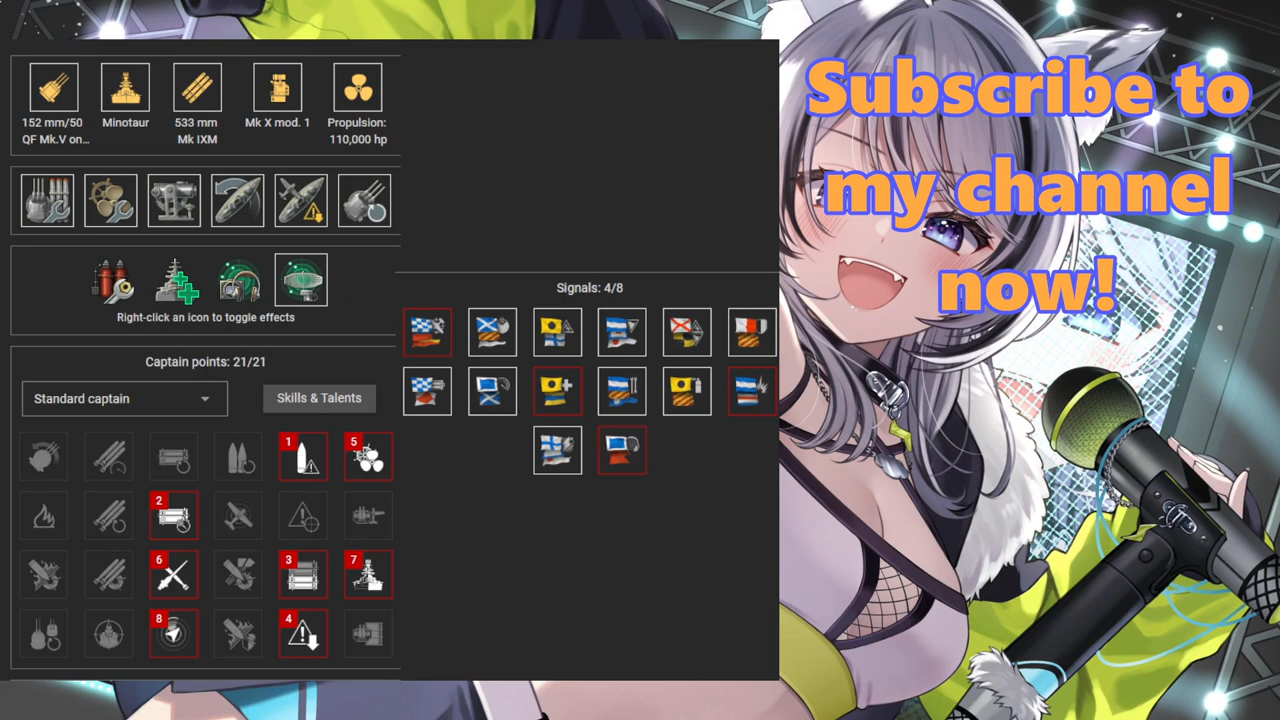 152 mm/50
QF Mk.V on...
Minotaur
533 mm
Mk IXM
Mk X mod. 1
Propulsion:
110,000 hp
Right-click an icon to toggle effects
Captain points: 21/21
Standard captain
Skills & Talents
1
5
2
6
3
7
8
4
Signals: 4/8
Subscribe to
my channel
now!